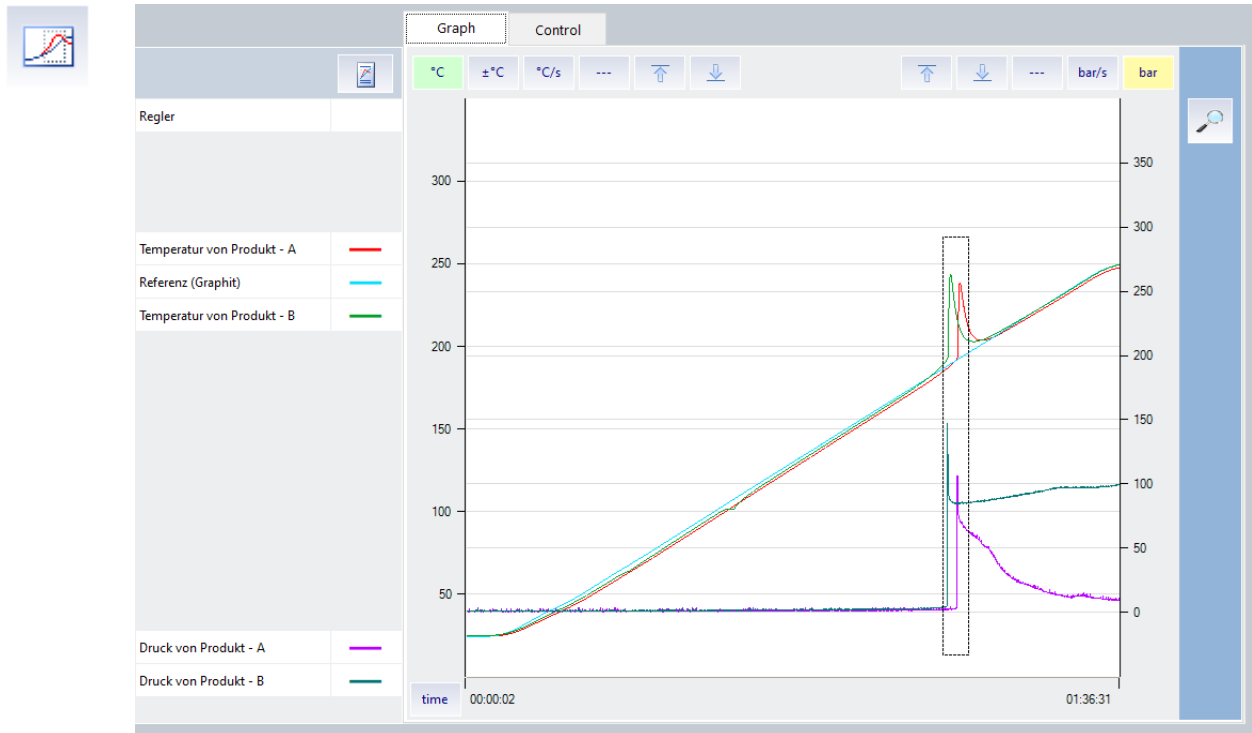 Graph Control
°C ±°C °C/s --- --- bar/s bar
Regler
Temperatur von Produkt - A
Referenz (Graphit)
Temperatur von Produkt - B
Druck von Produkt - A
Druck von Produkt - B
300
250
200
150
100
50
350
300
250
200
150
100
50
0
time 00:00:02 01:36:31